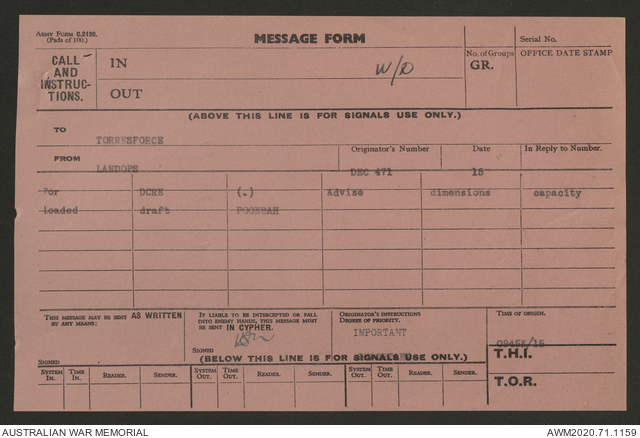 Army Form C.2136.
(Pads of 100.)
MESSAGE FORM
Serial No.
CALL AND INSTRUC-TIONS.
IN
W/O
No. of Groups
GR.
OFFICE DATE STAMP
OUT
(ABOVE THIS LINE IS FOR SIGNALS USE ONLY.)
TO
TORRESFORCE
FROM
LANDOPS
Originator's Number
Date
In Reply to Number.
DEC 471
15
For DCRE (.) Advise dimensions capacity
loaded draft
THIS MESSAGE MAY BE SENT AS WRITTEN
BY ANY MEANS:
IF LIABLE TO BE INTERCEPTED OR FALL
INTO ENEMY HANDS, THIS MESSAGE MUST
BE SENT IN CYPHER.
ORIGINATOR'S INSTRUCTIONS
DEGREE OF PRIORITY.
IMPORTANT
TIME OF ORIGIN.
0945K/15
SIGNED
SIGNED
(BELOW THIS LINE IS FOR SIGNALS USE ONLY.)
T.H.I.
SYSTEM IN.
TIME IN.
READER.
SENDER.
SYSTEM OUT.
TIME OUT.
READER.
SENDER.
SYSTEM OUT.
TIME OUT.
READER.
SENDER.
T.O.R.
AUSTRALIAN WAR MEMORIAL
AWM2020.71.1159